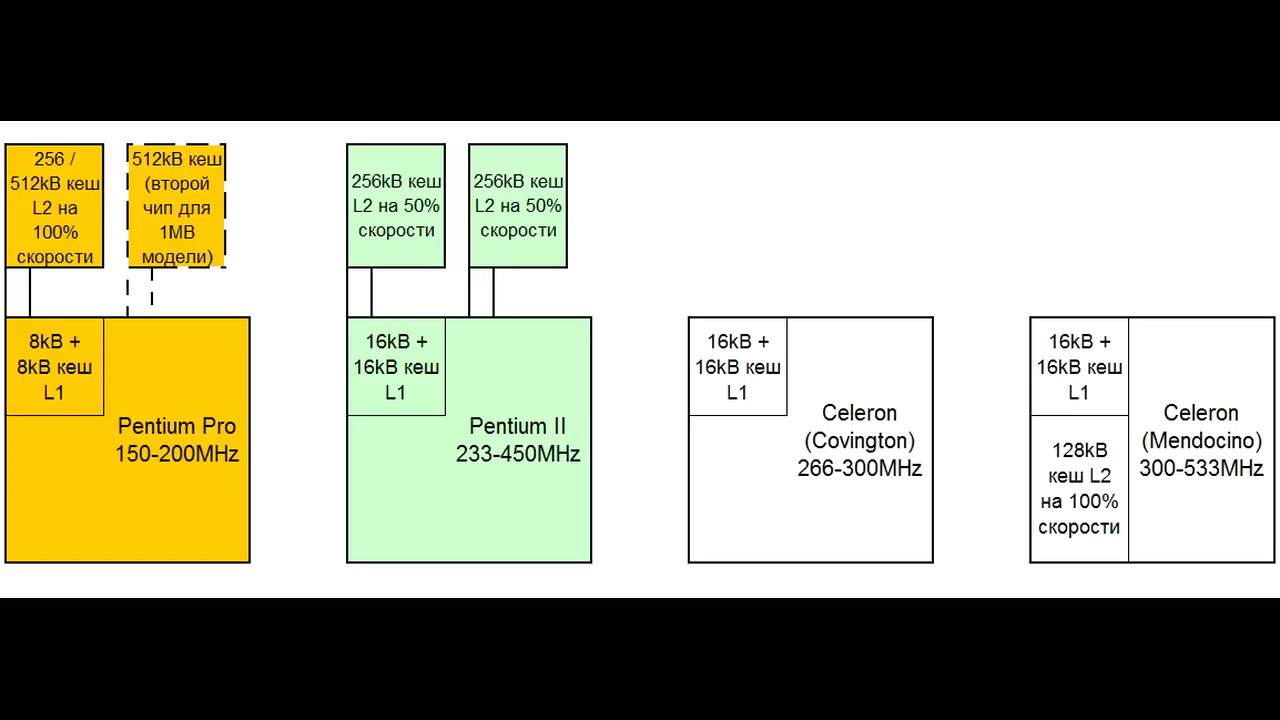 256 /
512kB кеш
L2 на
100%
скорости
512kB кеш
(второй
чип для
1MB
модели)
8kB +
8kB кеш
L1
Pentium Pro
150-200MHz
256kB кеш
L2 на 50%
скорости
256kB кеш
L2 на 50%
скорости
16kB +
16kB кеш
L1
Pentium II
233-450MHz
16kB +
16kB кеш
L1
Celeron
(Covington)
266-300MHz
16kB +
16kB кеш
L1
128kB
кеш L2
на 100%
скорости
Celeron
(Mendocino)
300-533MHz